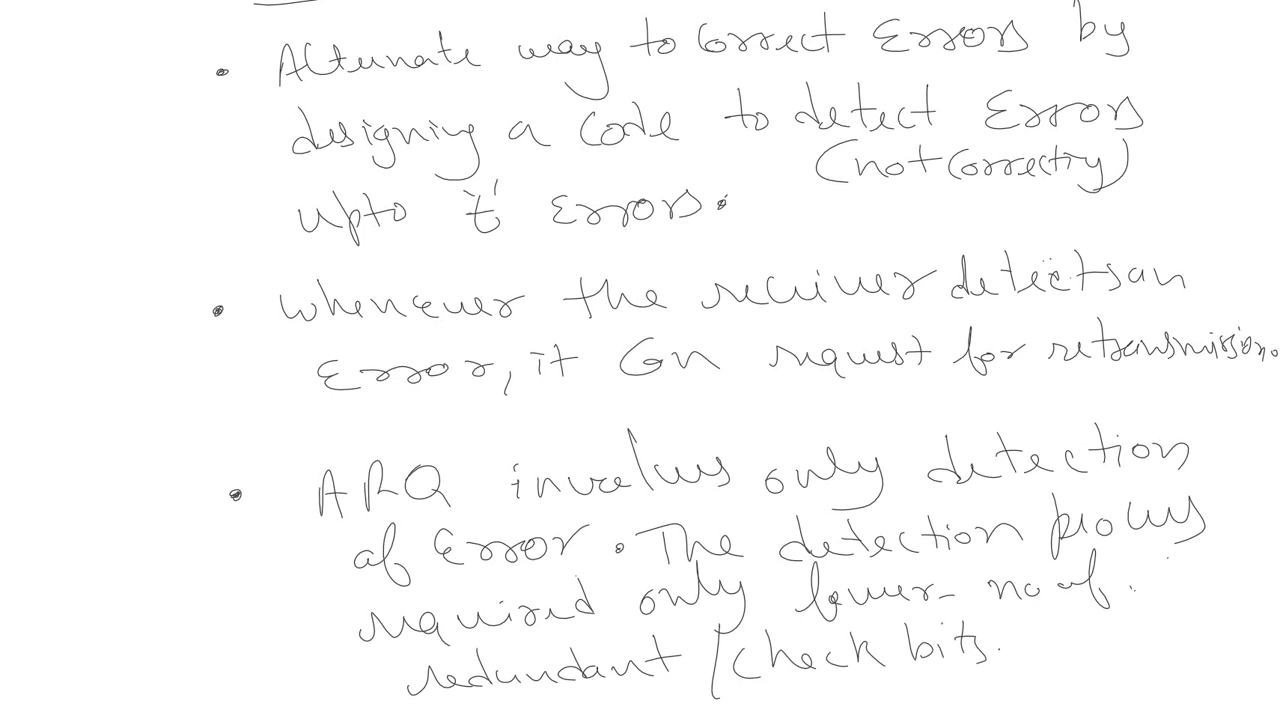 • Alternate way to correct Errors by
designing a code to detect Errors
(not correcting)
upto 't' Errors.
• Whenever the receiver detects an
Error, it can request for retransmission.
• ARQ involves only detection
of Error. The detection process
required only fewer no of.
redundant / check bits.